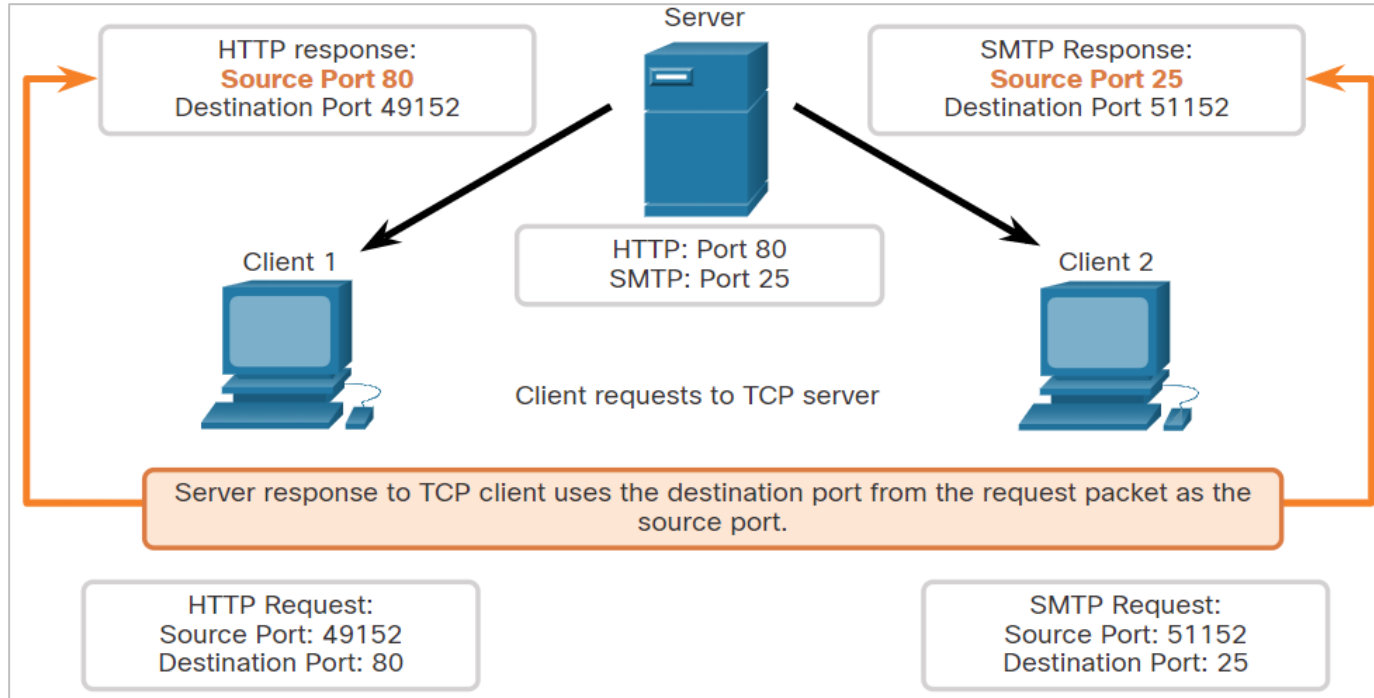 Server
HTTP response:
Source Port 80
Destination Port 49152
SMTP Response:
Source Port 25
Destination Port 51152
HTTP: Port 80
SMTP: Port 25
Client 1
Client 2
Client requests to TCP server
Server response to TCP client uses the destination port from the request packet as the
source port.
HTTP Request:
Source Port: 49152
Destination Port: 80
SMTP Request:
Source Port: 51152
Destination Port: 25